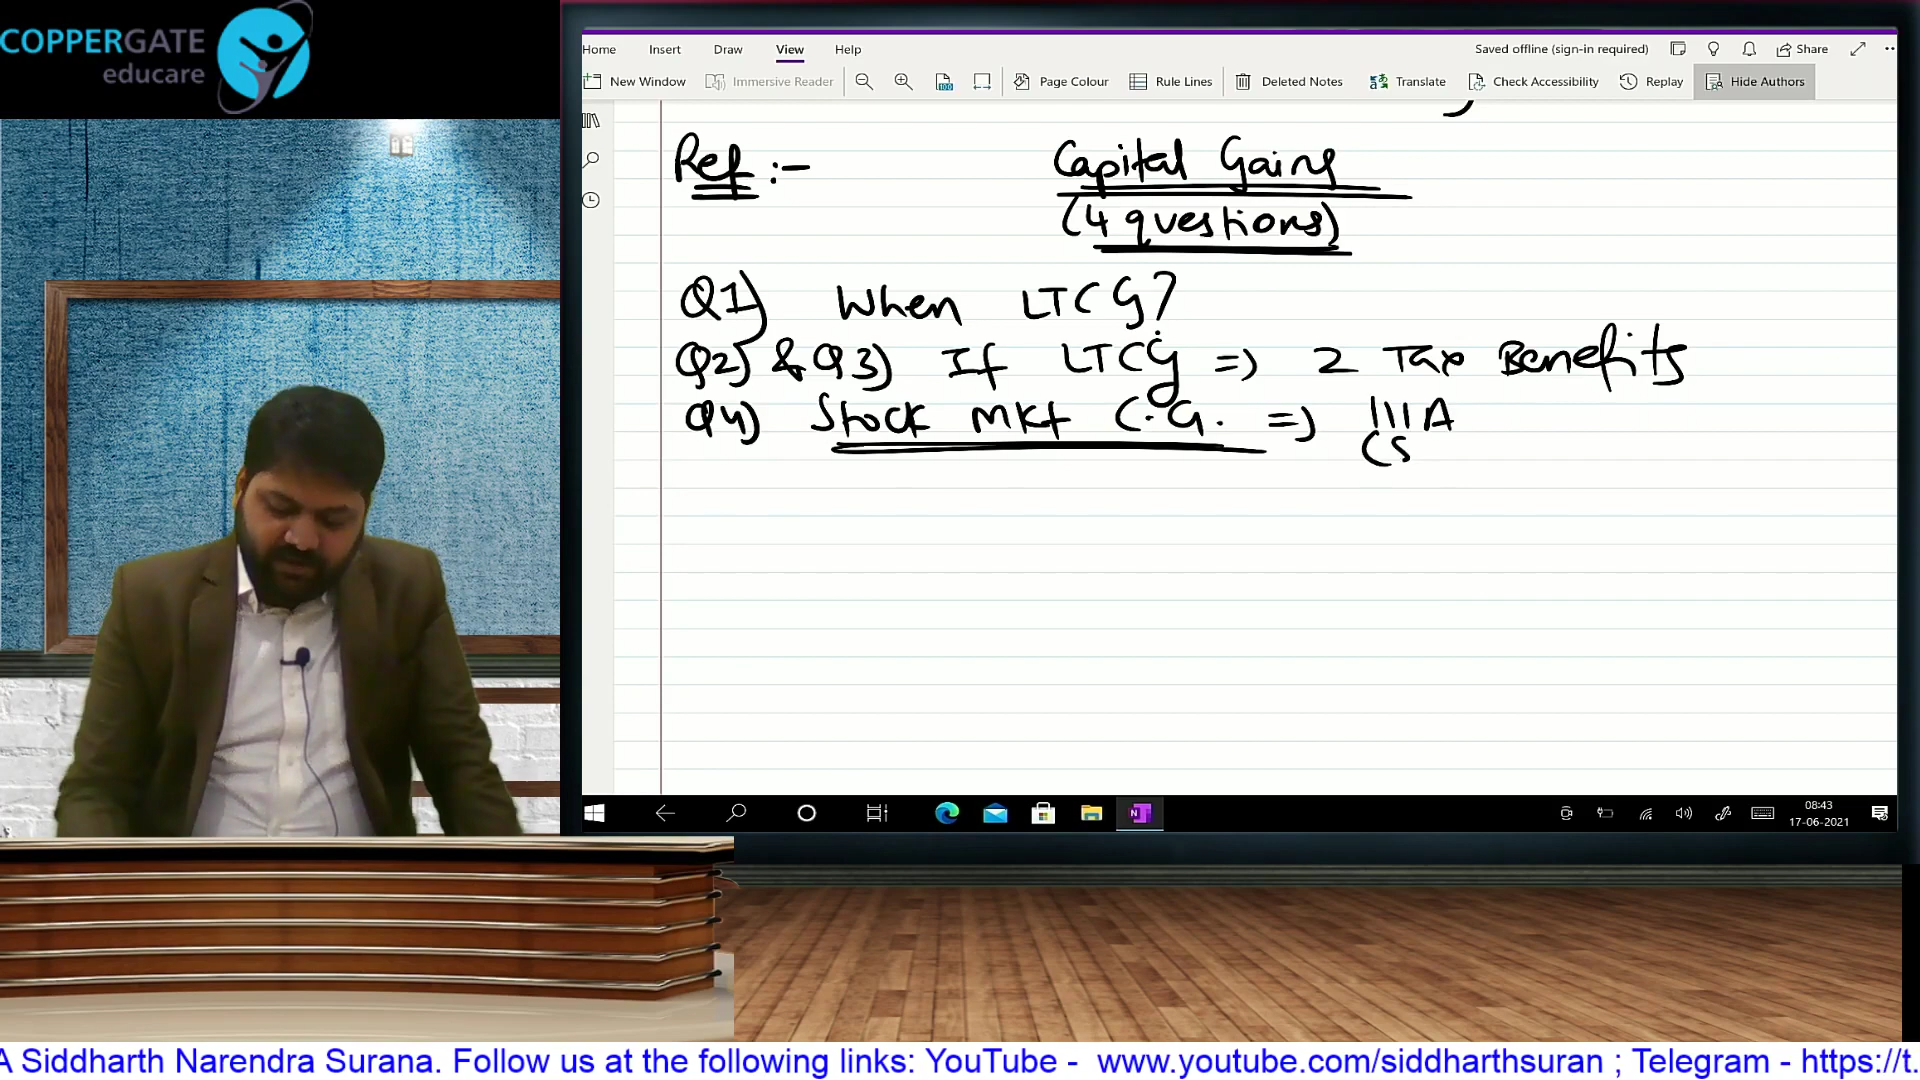 COPPERGATE
educare
Home Insert Draw View Help Saved offline (sign-in required) Share
New Window Immersive Reader 100 Page Colour Rule Lines Deleted Notes Translate Check Accessibility Replay Hide Authors
Ref :- Capital Gains
(4 questions)
Q1) When LTCG?
Q2) & Q3) If LTCG => 2 Tax Benefits
Q4) Stock Mkt C.G. => 111A
(S
08:43
17-06-2021
A Siddharth Narendra Surana. Follow us at the following links: YouTube - www.youtube.com/siddharthsuran ; Telegram - https://t.